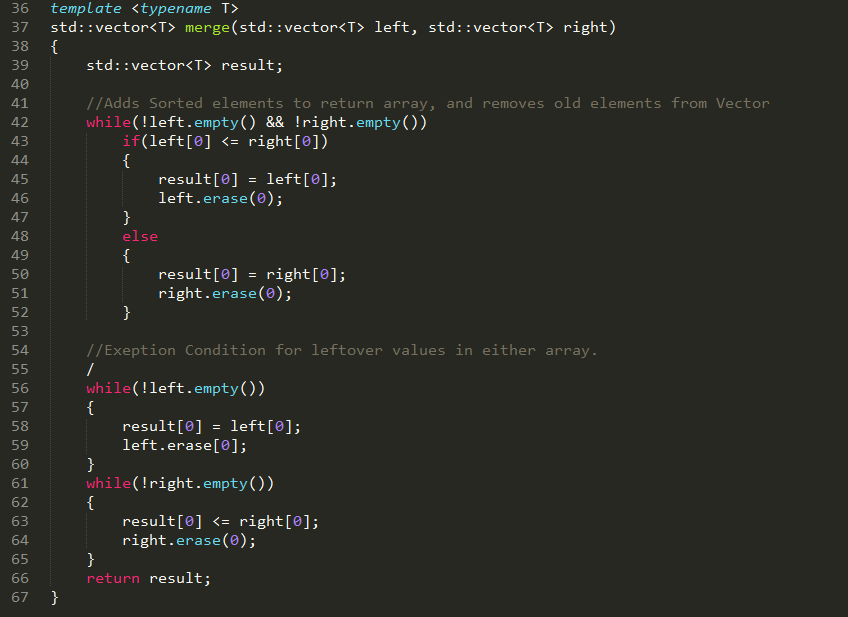 36 template <typename T>
37 std::vector<T> merge(std::vector<T> left, std::vector<T> right)
38 {
39     std::vector<T> result;
40
41     //Adds Sorted elements to return array, and removes old elements from Vector
42     while(!left.empty() && !right.empty())
43         if(left[0] <= right[0])
44         {
45             result[0] = left[0];
46             left.erase(0);
47         }
48         else
49         {
50             result[0] = right[0];
51             right.erase(0);
52         }
53
54     //Exeption Condition for leftover values in either array.
55     /
56     while(!left.empty())
57     {
58         result[0] = left[0];
59         left.erase[0];
60     }
61     while(!right.empty())
62     {
63         result[0] <= right[0];
64         right.erase(0);
65     }
66     return result;
67 }